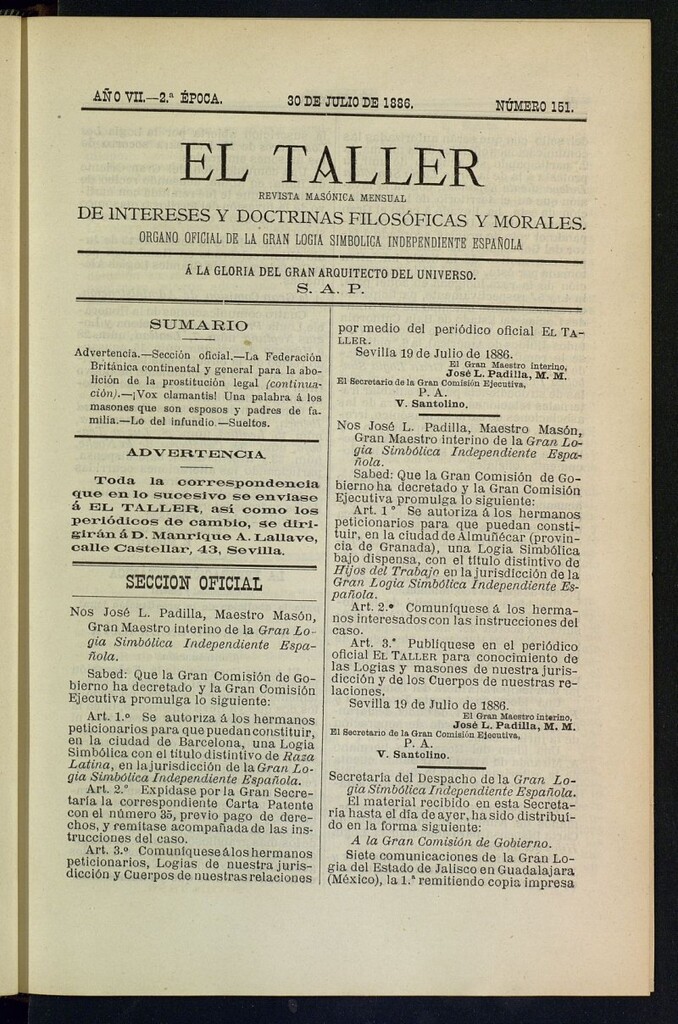 AÑO VII.—2.ª ÉPOCA.
30 DE JULIO DE 1886.
NÚMERO 151.
EL TALLER
REVISTA MASÓNICA MENSUAL
DE INTERESES Y DOCTRINAS FILOSÓFICAS Y MORALES.
ORGANO OFICIAL DE LA GRAN LOGIA SIMBOLICA INDEPENDIENTE ESPAÑOLA
Á LA GLORIA DEL GRAN ARQUITECTO DEL UNIVERSO.
S. A. P.
SUMARIO
Advertencia.—Sección oficial.—La Federación
Británica continental y general para la abo-
lición de la prostitución legal (continua-
ción).—¡Vox clamantis! Una palabra á los
masones que son esposos y padres de fa-
milia.—Lo del infundio.—Sueltos.
ADVERTENCIA
Toda la correspondencia
que en lo sucesivo se enviase
á EL TALLER, así como los
periódicos de cambio, se diri-
girán á D. Manrique A. Lallave,
calle Castellar, 43, Sevilla.
SECCION OFICIAL
Nos José L. Padilla, Maestro Masón,
Gran Maestro interino de la Gran Lo-
gia Simbólica Independiente Espa-
ñola.
Sabed: Que la Gran Comisión de Go-
bierno ha decretado y la Gran Comisión
Ejecutiva promulga lo siguiente:
Art. 1.º Se autoriza á los hermanos
peticionarios para que puedan constituir,
en la ciudad de Barcelona, una Logia
Simbólica con el título distintivo de Raza
Latina, en la jurisdicción de la Gran Lo-
gia Simbólica Independiente Española.
Art. 2.º Expídase por la Gran Secre-
taría la correspondiente Carta Patente
con el número 35, previo pago de dere-
chos, y remítase acompañada de las ins-
trucciones del caso.
Art. 3.º Comuníquese á los hermanos
peticionarios, Logias de nuestra juris-
dicción y Cuerpos de nuestras relaciones
por medio del periódico oficial EL TA-
LLER.
Sevilla 19 de Julio de 1886.
El Gran Maestro interino,
José L. Padilla, M. M.
El Secretario de la Gran Comisión Ejecutiva,
P. A.
V. Santolino.
Nos José L. Padilla, Maestro Masón,
Gran Maestro interino de la Gran Lo-
gia Simbólica Independiente Espa-
ñola.
Sabed: Que la Gran Comisión de Go-
bierno ha decretado y la Gran Comisión
Ejecutiva promulga lo siguiente:
Art. 1º Se autoriza á los hermanos
peticionarios para que puedan consti-
tuir, en la ciudad de Almuñécar (provin-
cia de Granada), una Logia Simbólica
bajo dispensa, con el título distintivo de
Hijos del Trabajo en la jurisdicción de la
Gran Logia Simbólica Independiente Es-
pañola.
Art. 2.º Comuníquese á los herma-
nos interesados con las instrucciones del
caso.
Art. 3.º Publíquese en el periódico
oficial EL TALLER para conocimiento de
las Logias y masones de nuestra juris-
dicción y de los Cuerpos de nuestras re-
laciones.
Sevilla 19 de Julio de 1886.
El Gran Maestro interino,
José L. Padilla, M. M.
El Secretario de la Gran Comisión Ejecutiva,
P. A.
V. Santolino.
Secretaría del Despacho de la Gran Lo-
gia Simbólica Independiente Española.
El material recibido en esta Secreta-
ría hasta el día de ayer, ha sido distribuí-
do en la forma siguiente:
A la Gran Comisión de Gobierno.
Siete comunicaciones de la Gran Lo-
gia del Estado de Jalisco en Guadalajara
(México), la 1.ª remitiendo copia impresa